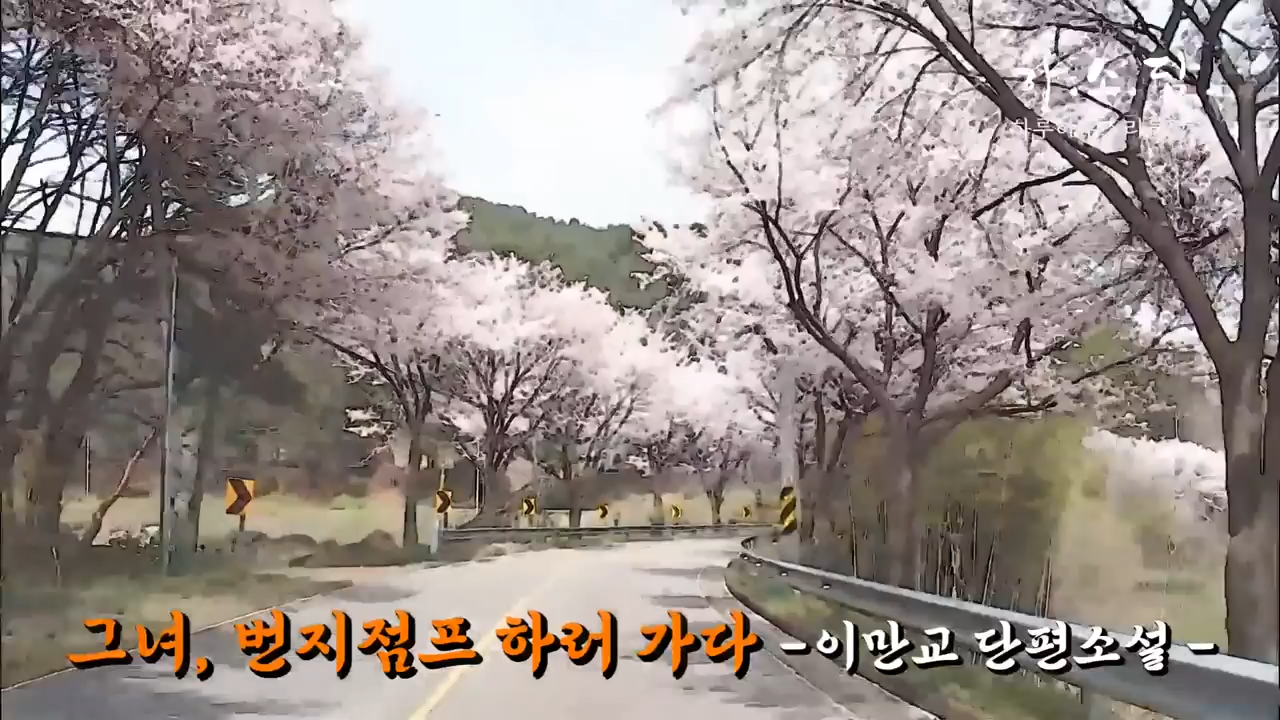 그녀, 번지점프 하러 가다 - 이만교 단편소설 -